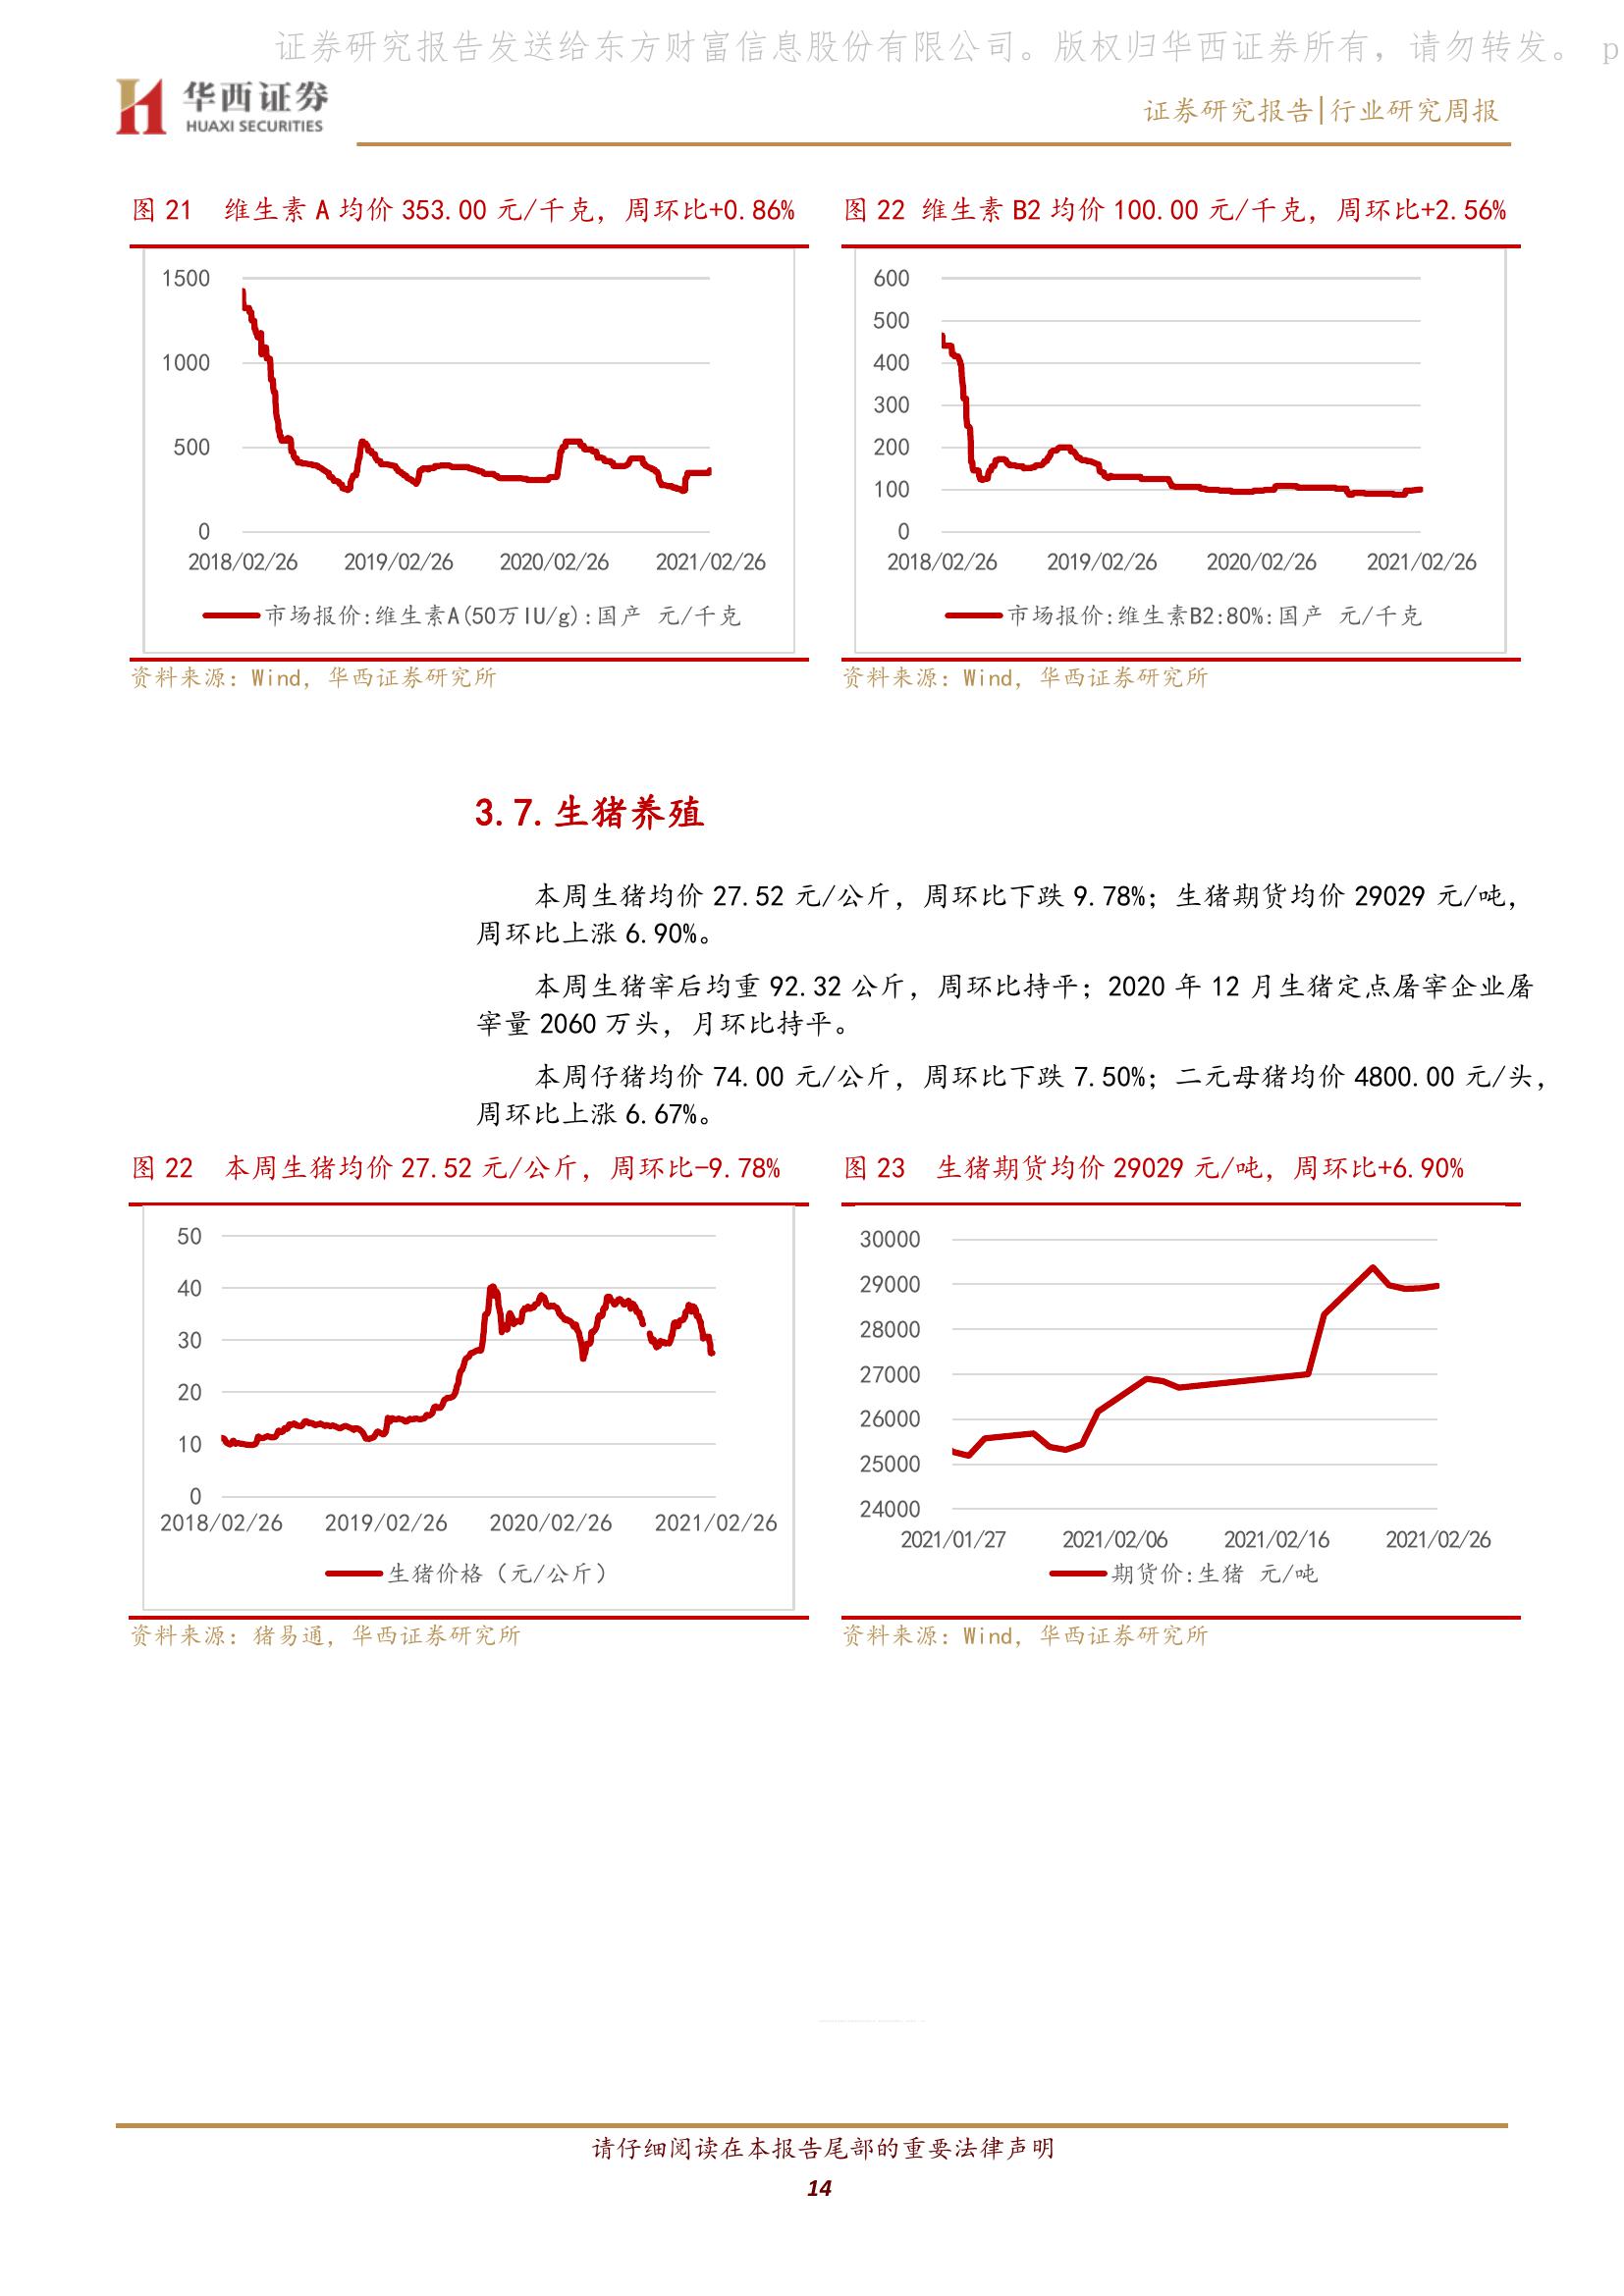 证券研究报告发送给东方财富信息股份有限公司。版权归华西证券所有，请勿转发。 p
华西证券
HUAXI SECURITIES
证券研究报告|行业研究周报
图 21 维生素 A 均价 353.00 元/千克，周环比+0.86%
1500
1000
500
0
2018/02/26 2019/02/26 2020/02/26 2021/02/26
市场报价:维生素A(50万IU/g):国产 元/千克
资料来源：Wind，华西证券研究所
图 22 维生素 B2 均价 100.00 元/千克，周环比+2.56%
600
500
400
300
200
100
0
2018/02/26 2019/02/26 2020/02/26 2021/02/26
市场报价:维生素B2:80%:国产 元/千克
资料来源：Wind，华西证券研究所
3.7.生猪养殖
本周生猪均价 27.52 元/公斤，周环比下跌 9.78%；生猪期货均价 29029 元/吨，
周环比上涨 6.90%。
本周生猪宰后均重 92.32 公斤，周环比持平；2020 年 12 月生猪定点屠宰企业屠
宰量 2060 万头，月环比持平。
本周仔猪均价 74.00 元/公斤，周环比下跌 7.50%；二元母猪均价 4800.00 元/头，
周环比上涨 6.67%。
图 22 本周生猪均价 27.52 元/公斤，周环比-9.78%
50
40
30
20
10
0
2018/02/26 2019/02/26 2020/02/26 2021/02/26
生猪价格（元/公斤）
资料来源：猪易通，华西证券研究所
图 23 生猪期货均价 29029 元/吨，周环比+6.90%
30000
29000
28000
27000
26000
25000
24000
2021/01/27 2021/02/06 2021/02/16 2021/02/26
期货价:生猪 元/吨
资料来源：Wind，华西证券研究所
请仔细阅读在本报告尾部的重要法律声明
14